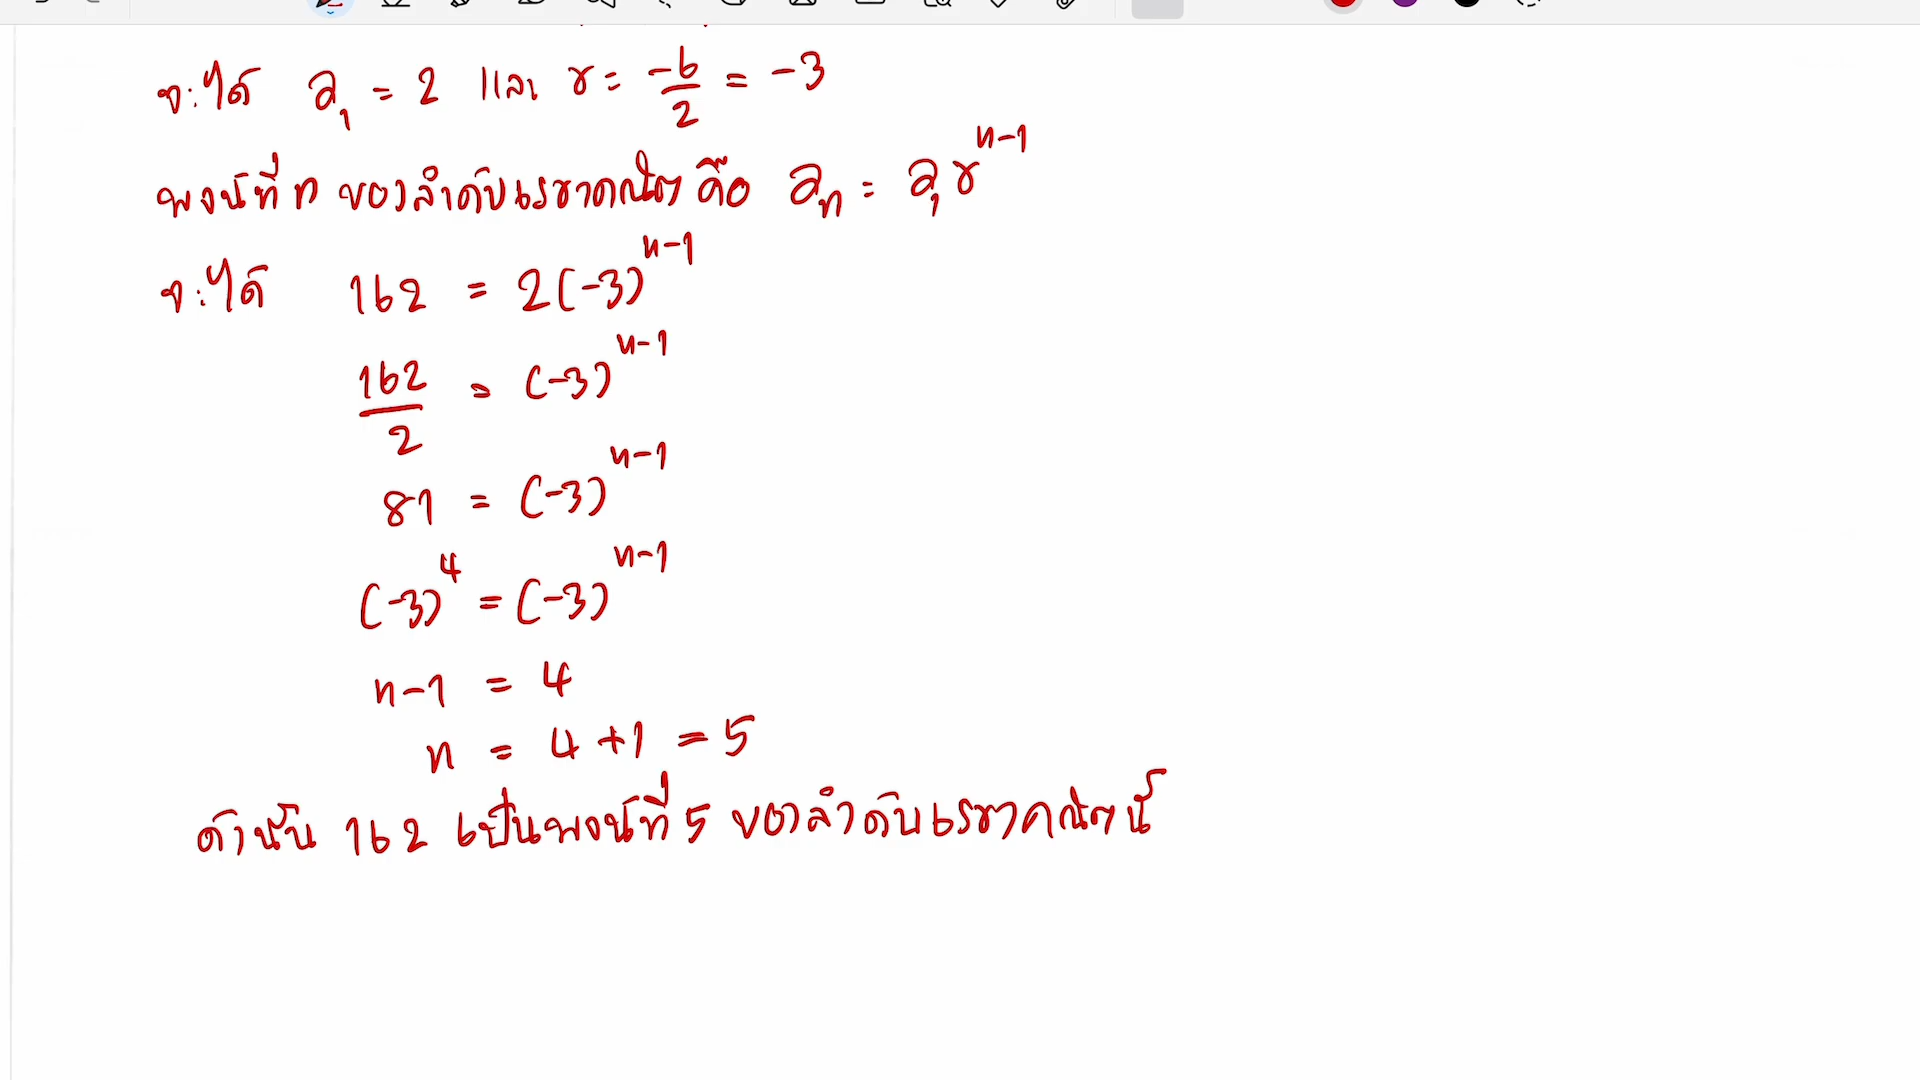 จะได้ a₁ = 2 และ r = -6/2 = -3
พจน์ที่ n ของลำดับเรขาคณิต คือ aₙ = a₁rⁿ⁻¹
จะได้ 162 = 2(-3)ⁿ⁻¹
162/2 = (-3)ⁿ⁻¹
81 = (-3)ⁿ⁻¹
(-3)⁴ = (-3)ⁿ⁻¹
n-1 = 4
n = 4+1 = 5
ดังนั้น 162 เป็นพจน์ที่ 5 ของลำดับเรขาคณิตนี้